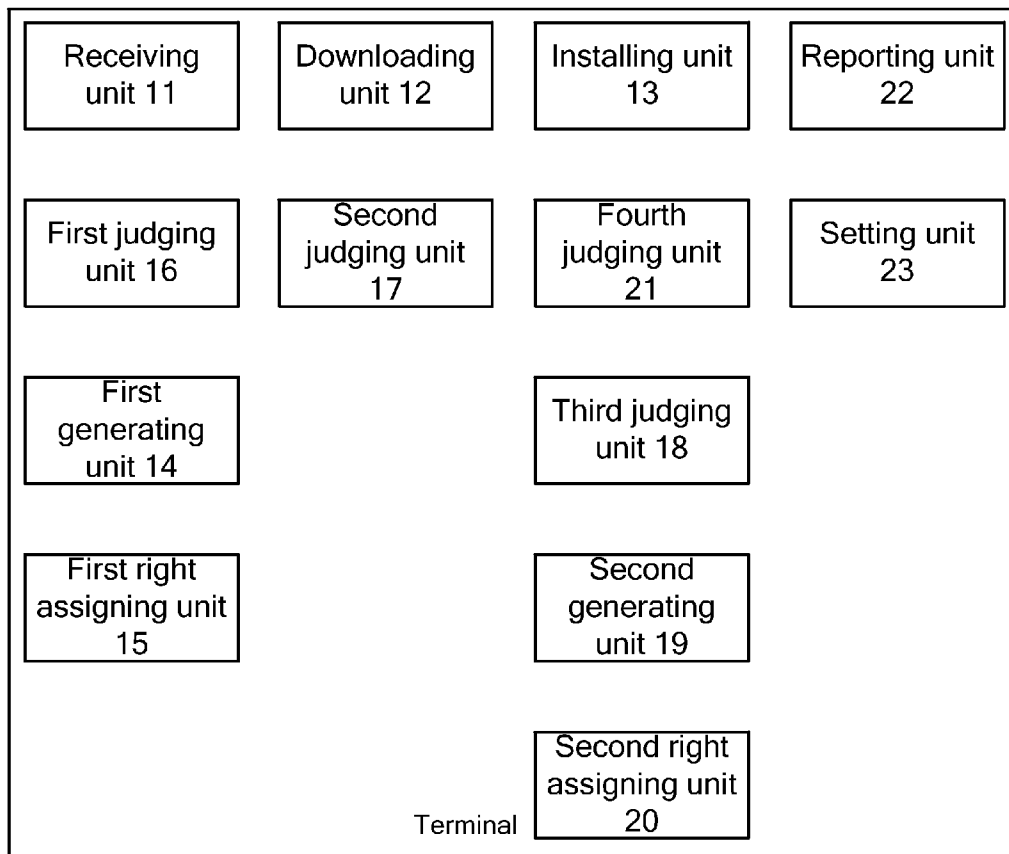 Receiving
unit 11
Downloading
unit 12
Installing unit
13
Reporting unit
22
First judging
unit 16
Second
judging unit
17
Fourth
judging unit
21
Setting unit
23
First
generating
unit 14
Third judging
unit 18
First right
assigning unit
15
Second
generating
unit 19
Second right
assigning unit
20
Terminal